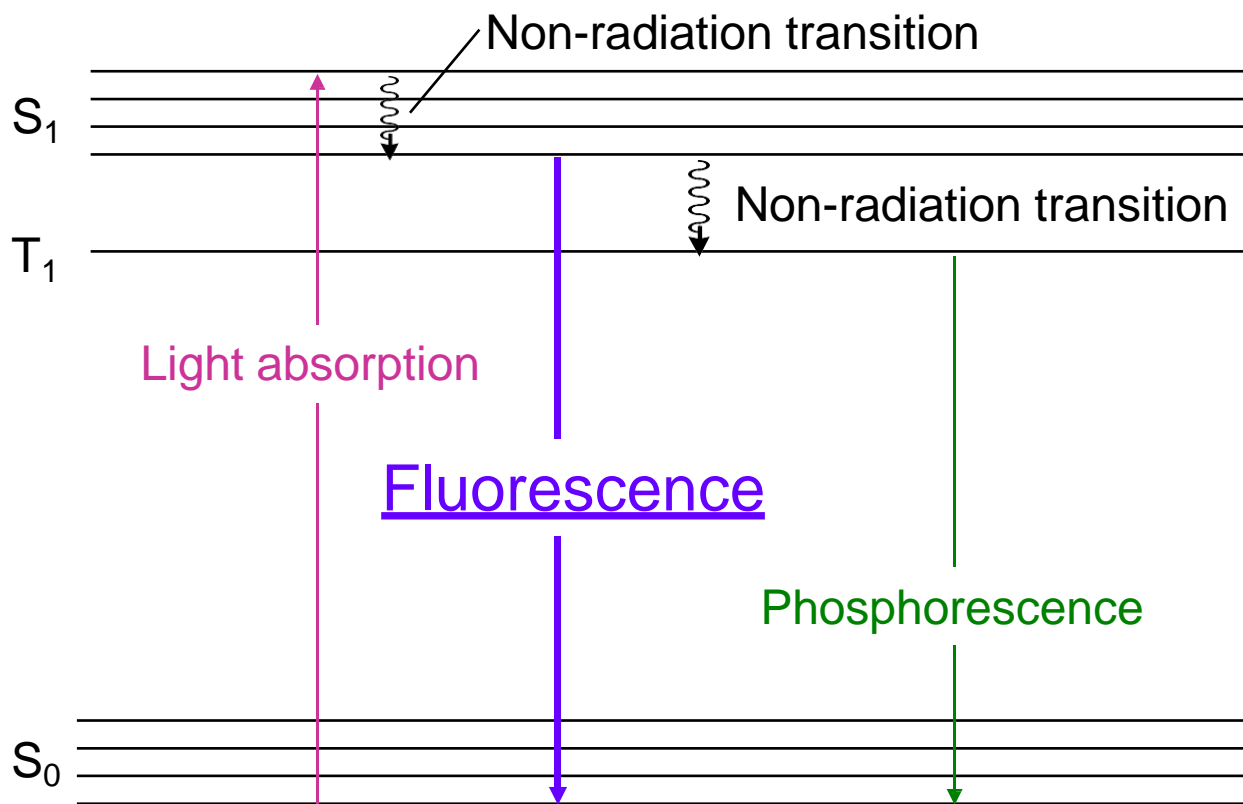 Non-radiation transition
S₁
Non-radiation transition
T₁
Light absorption
Fluorescence
Phosphorescence
S₀